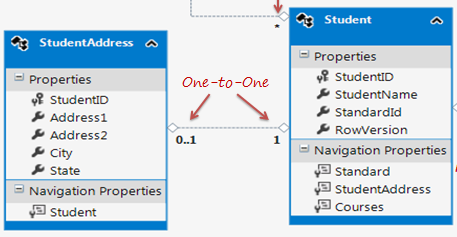 StudentAddress
Properties
StudentID
Address1
Address2
City
State
Navigation Properties
Student
One-to-One
0..1
1
*
Student
Properties
StudentID
StudentName
StandardId
RowVersion
Navigation Properties
Standard
StudentAddress
Courses